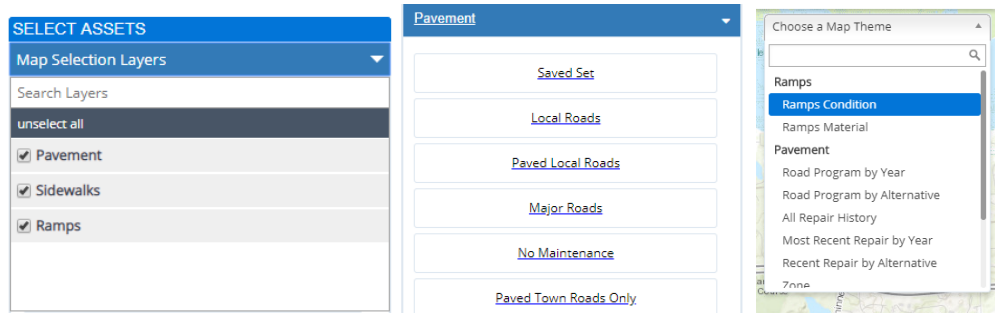 SELECT ASSETS
Map Selection Layers
Search Layers
unselect all
Pavement
Sidewalks
Ramps
Pavement
Saved Set
Local Roads
Paved Local Roads
Major Roads
No Maintenance
Paved Town Roads Only
Choose a Map Theme
Ramps
Ramps Condition
Ramps Material
Pavement
Road Program by Year
Road Program by Alternative
All Repair History
Most Recent Repair by Year
Recent Repair by Alternative
Zone